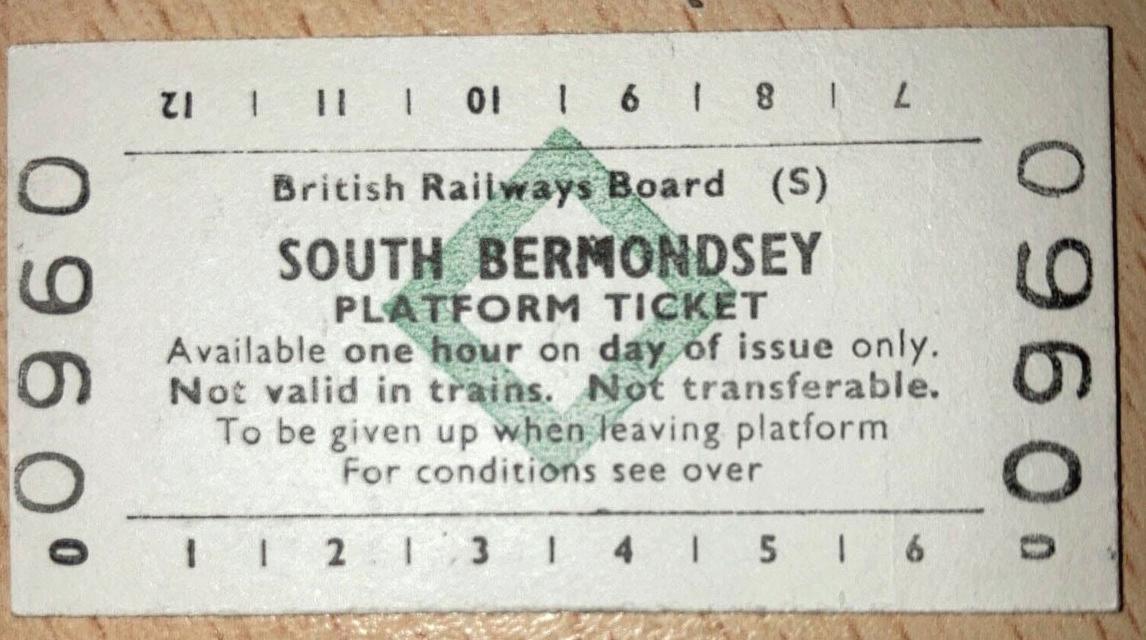 12 | 11 | 10 | 9 | 8 | 7
British Railways Board (S)
SOUTH BERMONDSEY
PLATFORM TICKET
Available one hour on day of issue only.
Not valid in trains. Not transferable.
To be given up when leaving platform
For conditions see over
1 | 2 | 3 | 4 | 5 | 6
0 0960
0 0960